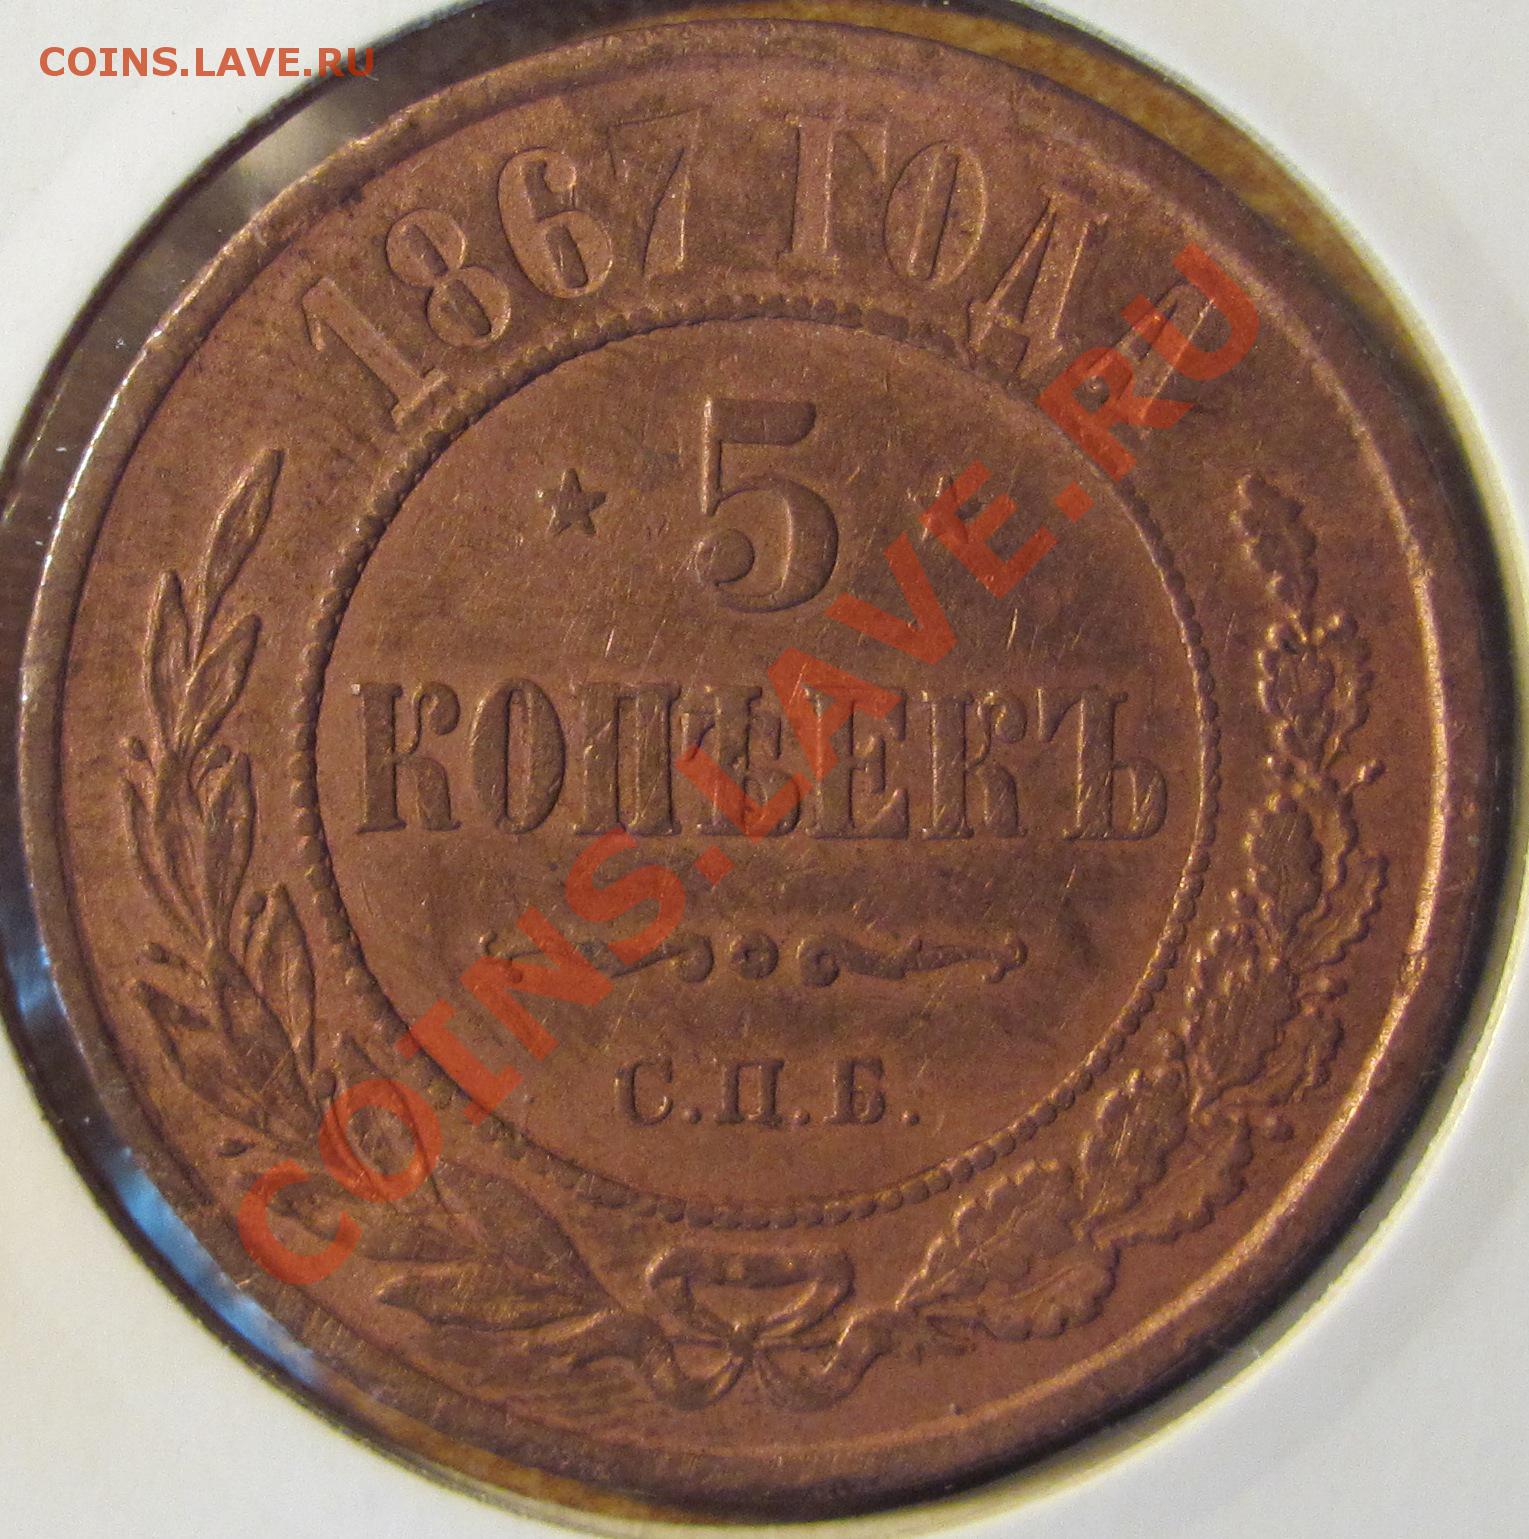 COINS.LAVE.RU
1867 ГОДА
5
КОПѢЕКЪ
С.П.Б.
COINS.LAVE.RU